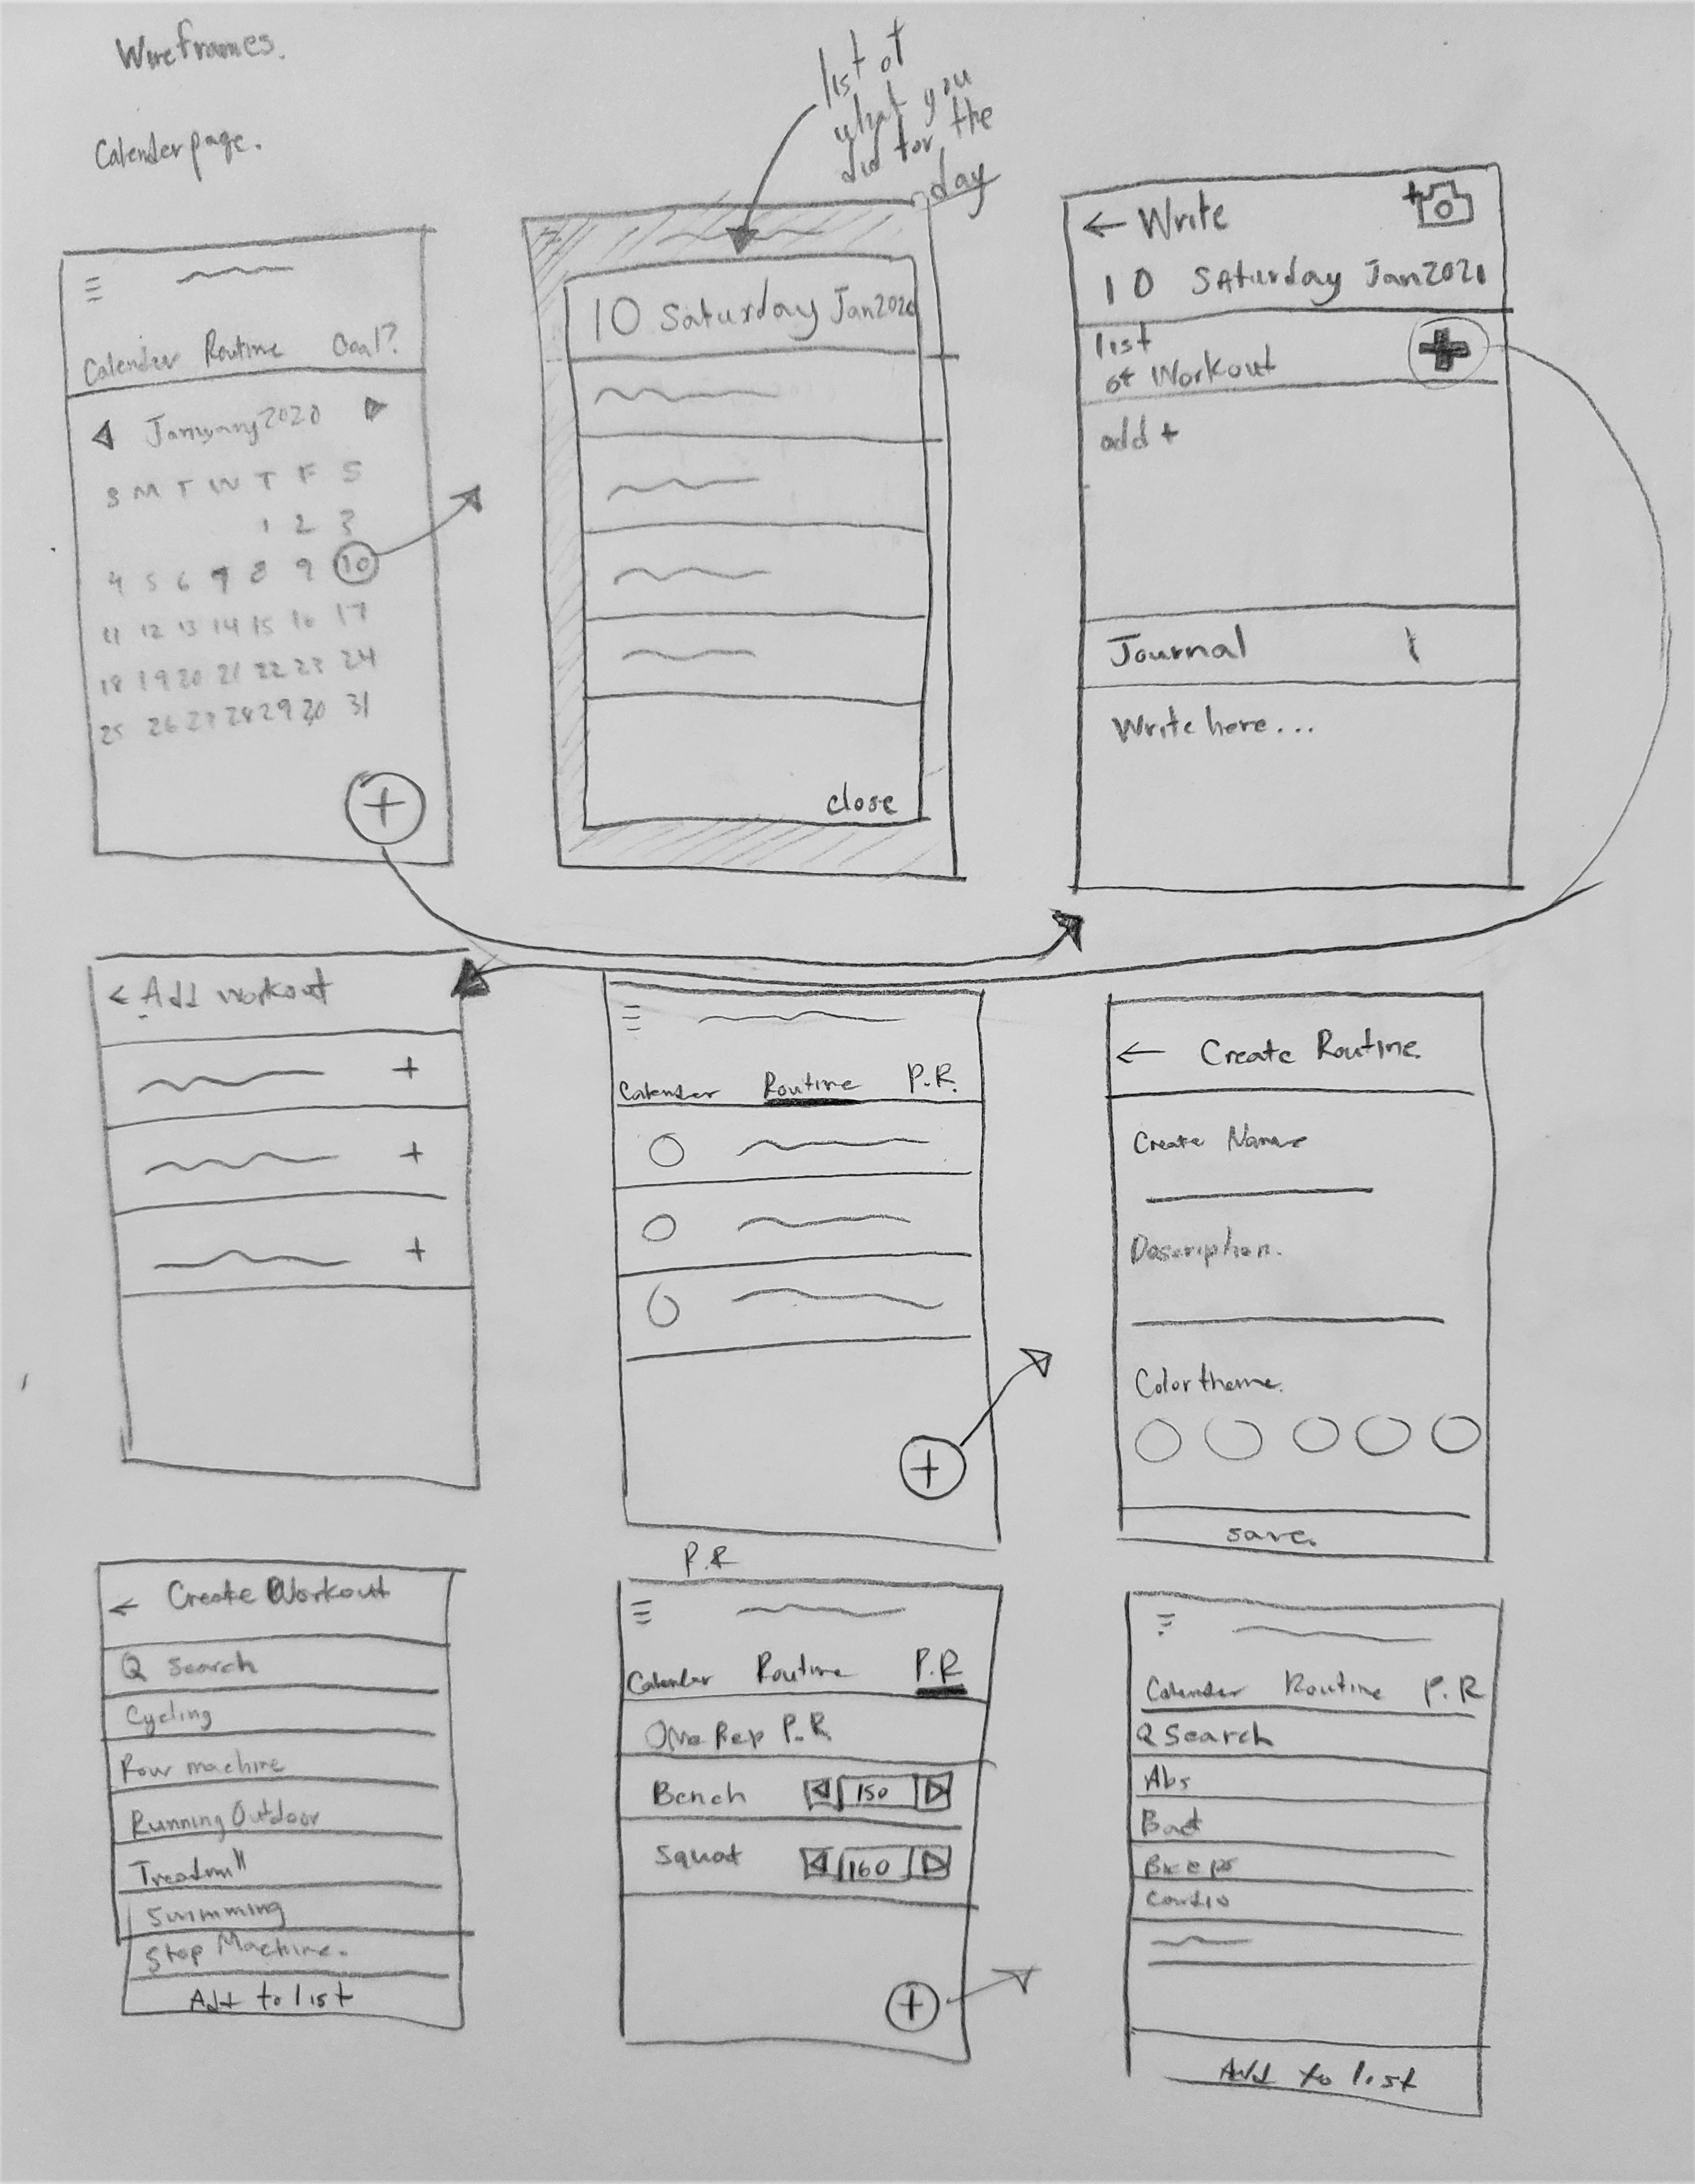 Wireframes.
Calender page.
list of
what you
did for the
day
Calender Routine Goal?
January 2020
S M T W T F S
1 2 3
4 5 6 7 8 9 10
11 12 13 14 15 16 17
18 19 20 21 22 23 24
25 26 27 28 29 30 31
+
10 Saturday Jan 2020
close
← Write
10 Saturday Jan 2021
list
of Workout
add +
Journal
Write here...
< Add workout
+
+
+
Calender Routine P.R.
+
← Create Routine.
Create Name
Description.
Color theme.
save.
← Create Workout
Q Search
Cycling
Row machine
Running Outdoor
Treadmill
Swimming
Step Machine.
Add to list
P.R
Calender Routine P.R
One Rep P.R
Bench 150
Squat 160
+
Calender Routine P.R
Q Search
Abs
Biceps
Cardio
Add to list